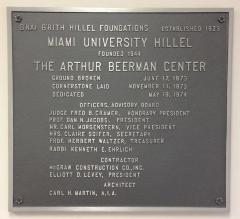 BNAI BRITH HILLEL FOUNDATIONS ESTABLISHED 1923
MIAMI UNIVERSITY HILLEL
FOUNDED 1944
THE ARTHUR BEERMAN CENTER
GROUND BROKEN JUNE 17, 1973
CORNERSTONE LAID NOVEMBER 11, 1973
DEDICATED MAY 19, 1974
OFFICERS, ADVISORY BOARD
JUDGE FRED B. CRAMER, HONORARY PRESIDENT
PROF. DAN M. JACOBS, PRESIDENT
MR. CARL MORGENSTERN, VICE PRESIDENT
MRS. CLAIRE SOIFER, SECRETARY
PROF. HERBERT WALTZER, TREASURER
RABBI KENNETH E. EHRLICH
CONTRACTOR
MCGRAW CONSTRUCTION CO., INC.
ELLIOTT D. LEVEY, PRESIDENT
ARCHITECT
CARL H. MARTIN, A.I.A.